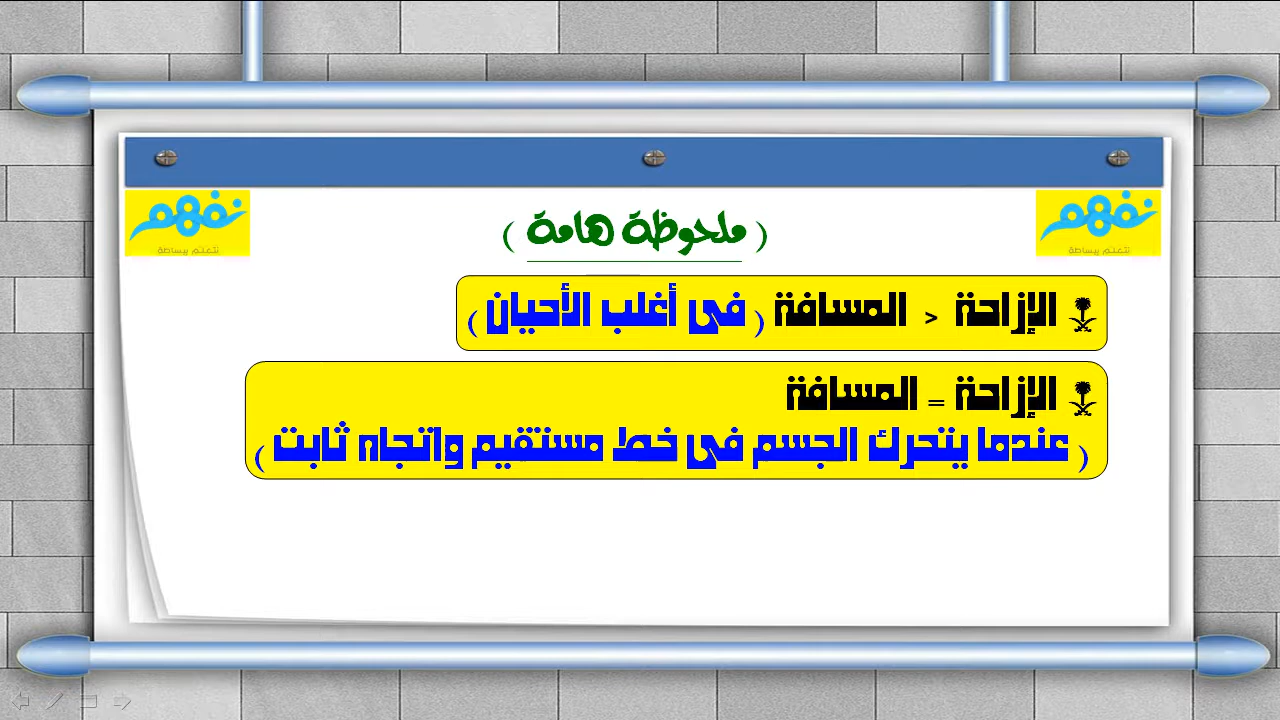 نفهم
نتعلم ببساطة
نفهم
نتعلم ببساطة
( ملحوظة هامة )
الإزاحة > المسافة ( فى أغلب الأحيان )
الإزاحة = المسافة
( عندما يتحرك الجسم فى خط مستقيم واتجاه ثابت )